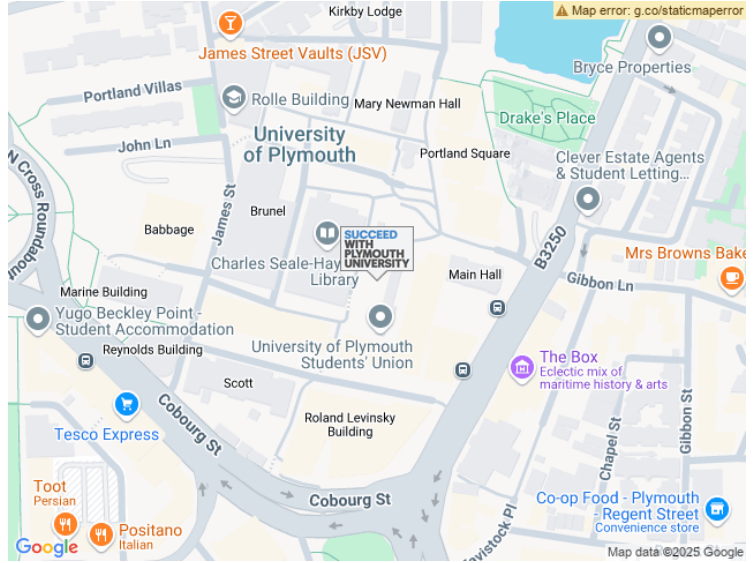 Kirkby Lodge
Map error: g.co/staticmaperror
James Street Vaults (JSV)
Bryce Properties
Portland Villas
Rolle Building
Mary Newman Hall
Drake's Place
University
of Plymouth
John Ln
Portland Square
Clever Estate Agents
& Student Letting...
N Cross Roundabout
James St
Babbage
Brunel
SUCCEED
WITH
PLYMOUTH
UNIVERSITY
B3250
Mrs Browns Bake
Charles Seale-Hay
Library
Main Hall
Gibbon Ln
Marine Building
Yugo Beckley Point -
Student Accommodation
University of Plymouth
Students' Union
Reynolds Building
The Box
Eclectic mix of
maritime history & arts
Scott
Tesco Express
Cobourg St
Roland Levinsky
Building
Chapel St
Gibbon St
Toot
Persian
Cobourg St
Co-op Food - Plymouth
- Regent Street
Convenience store
Positano
Italian
Google
Map data ©2025 Google